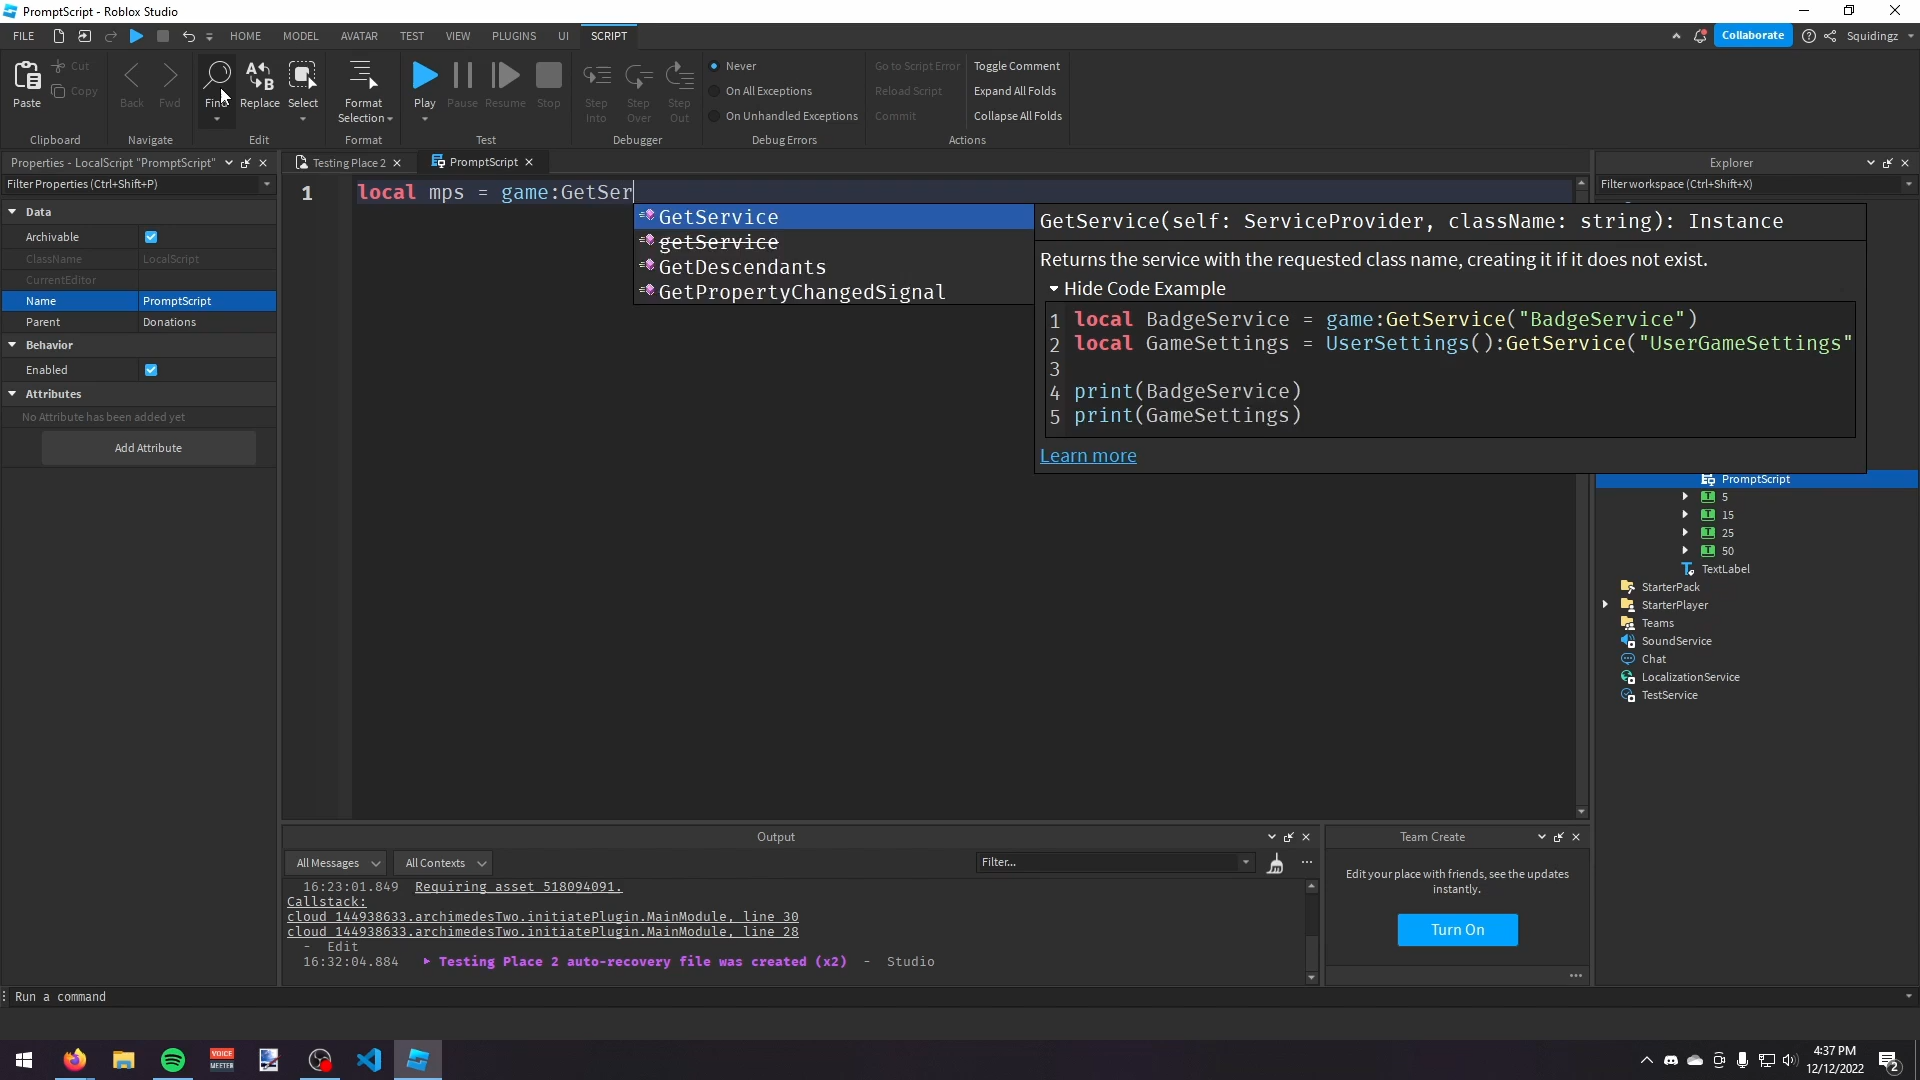 PromptScript - Roblox Studio
FILE HOME MODEL AVATAR TEST VIEW PLUGINS UI SCRIPT Collaborate Squidingz
Paste Cut Copy Back Fwd Find Replace Select Format Selection Play Pause Resume Stop Step Into Step Over Step Out
Never
On All Exceptions
On Unhandled Exceptions
Go to Script Error
Reload Script
Commit
Toggle Comment
Expand All Folds
Collapse All Folds
Clipboard Navigate Edit Format Test Debugger Debug Errors Actions
Properties - LocalScript "PromptScript"
Filter Properties (Ctrl+Shift+P)
Data
Archivable
ClassName LocalScript
CurrentEditor
Name PromptScript
Parent Donations
Behavior
Enabled
Attributes
No Attribute has been added yet
Add Attribute
Testing Place 2 PromptScript
1 local mps = game:GetSer
GetService
getService
GetDescendants
GetPropertyChangedSignal
GetService(self: ServiceProvider, className: string): Instance
Returns the service with the requested class name, creating it if it does not exist.
Hide Code Example
1 local BadgeService = game:GetService("BadgeService")
2 local GameSettings = UserSettings():GetService("UserGameSettings"
3
4 print(BadgeService)
5 print(GameSettings)
Learn more
Explorer
Filter workspace (Ctrl+Shift+X)
PromptScript
5
15
25
50
TextLabel
StarterPack
StarterPlayer
Teams
SoundService
Chat
LocalizationService
TestService
Output
All Messages All Contexts Filter...
16:23:01.849 Requiring asset 518094091.
Callstack:
cloud_144938633.archimedesTwo.initiatePlugin.MainModule, line 30
cloud_144938633.archimedesTwo.initiatePlugin.MainModule, line 28
- Edit
16:32:04.884 Testing Place 2 auto-recovery file was created (x2) - Studio
Team Create
Edit your place with friends, see the updates
instantly.
Turn On
Run a command
VOICE
MEETER
4:37 PM
12/12/2022
2